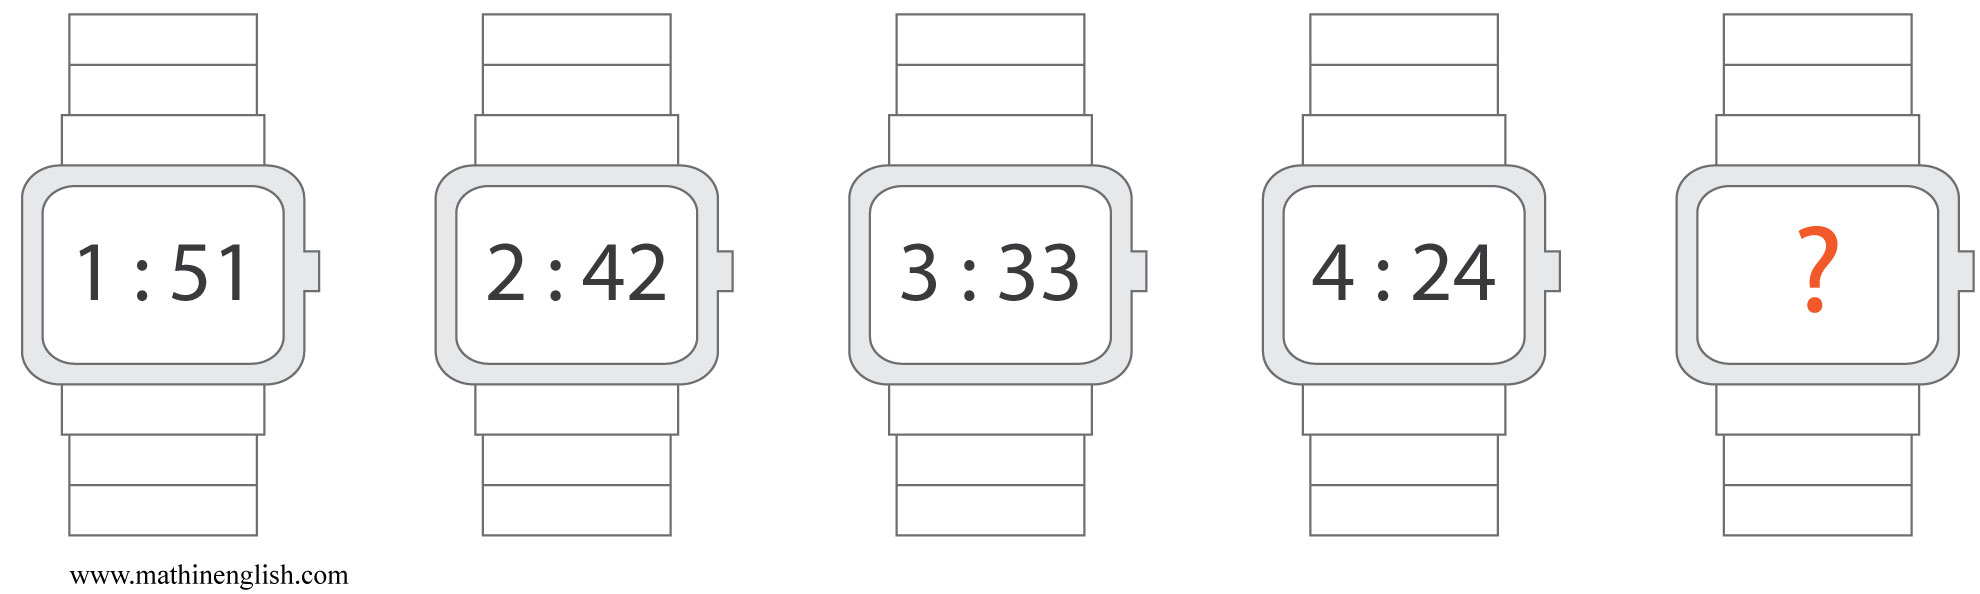 1 : 51 2 : 42 3 : 33 4 : 24 ?
www.mathinenglish.com